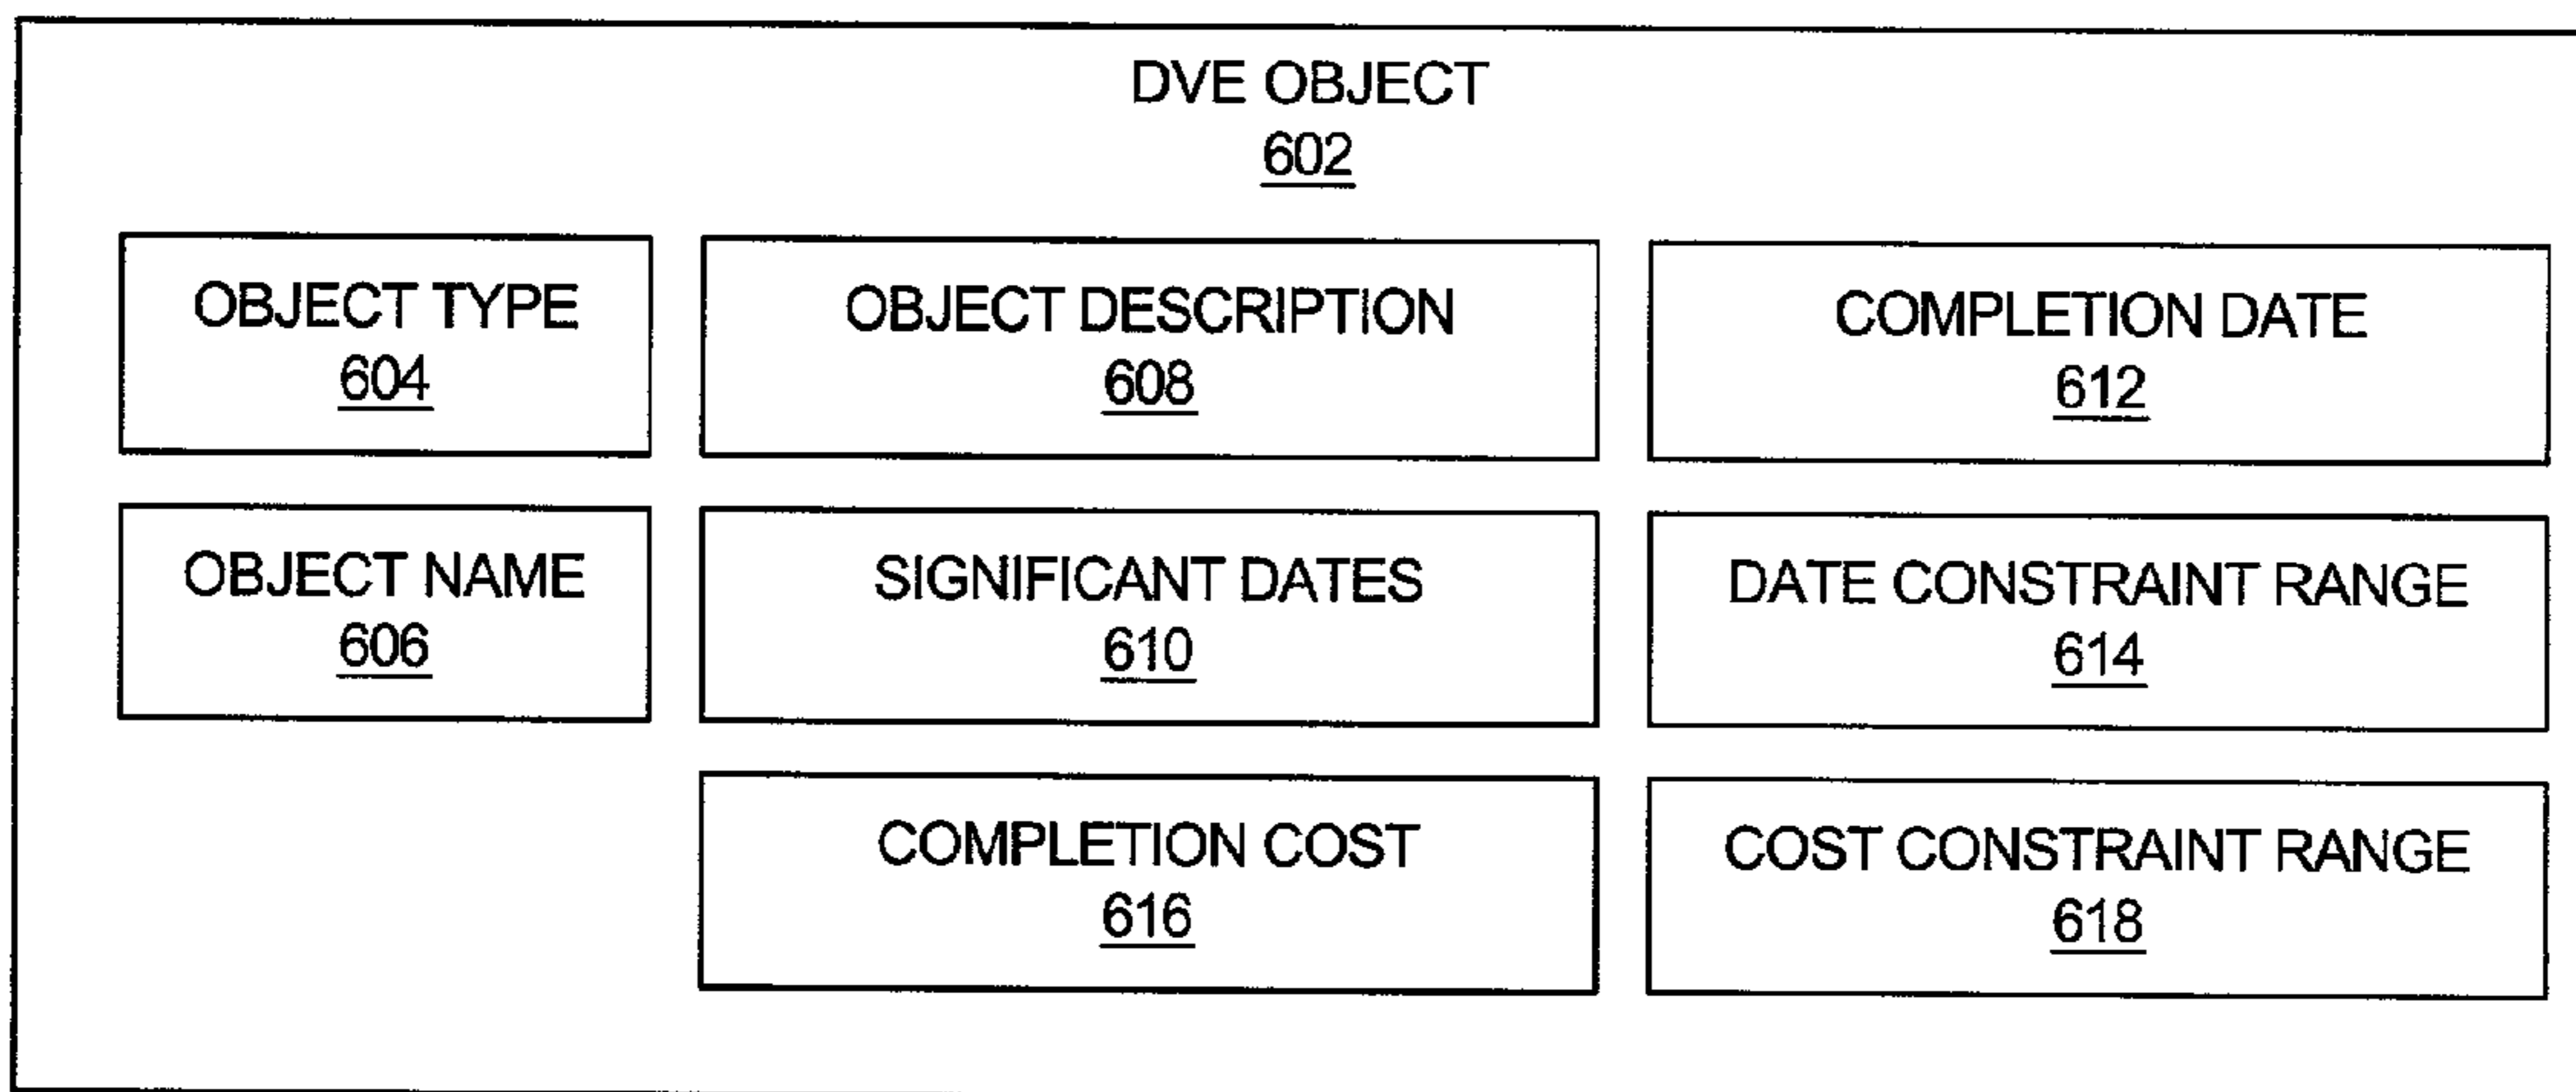 DVE OBJECT
602
OBJECT TYPE
604
OBJECT DESCRIPTION
608
COMPLETION DATE
612
OBJECT NAME
606
SIGNIFICANT DATES
610
DATE CONSTRAINT RANGE
614
COMPLETION COST
616
COST CONSTRAINT RANGE
618